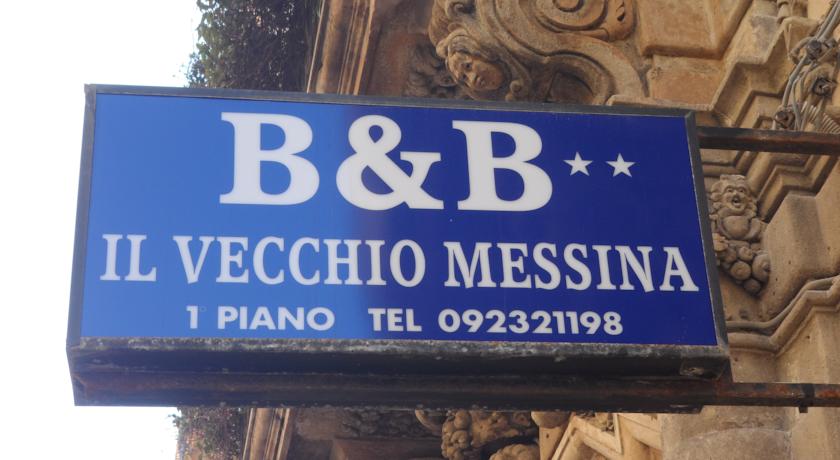 B&B★★
IL VECCHIO MESSINA
1° PIANO TEL 092321198